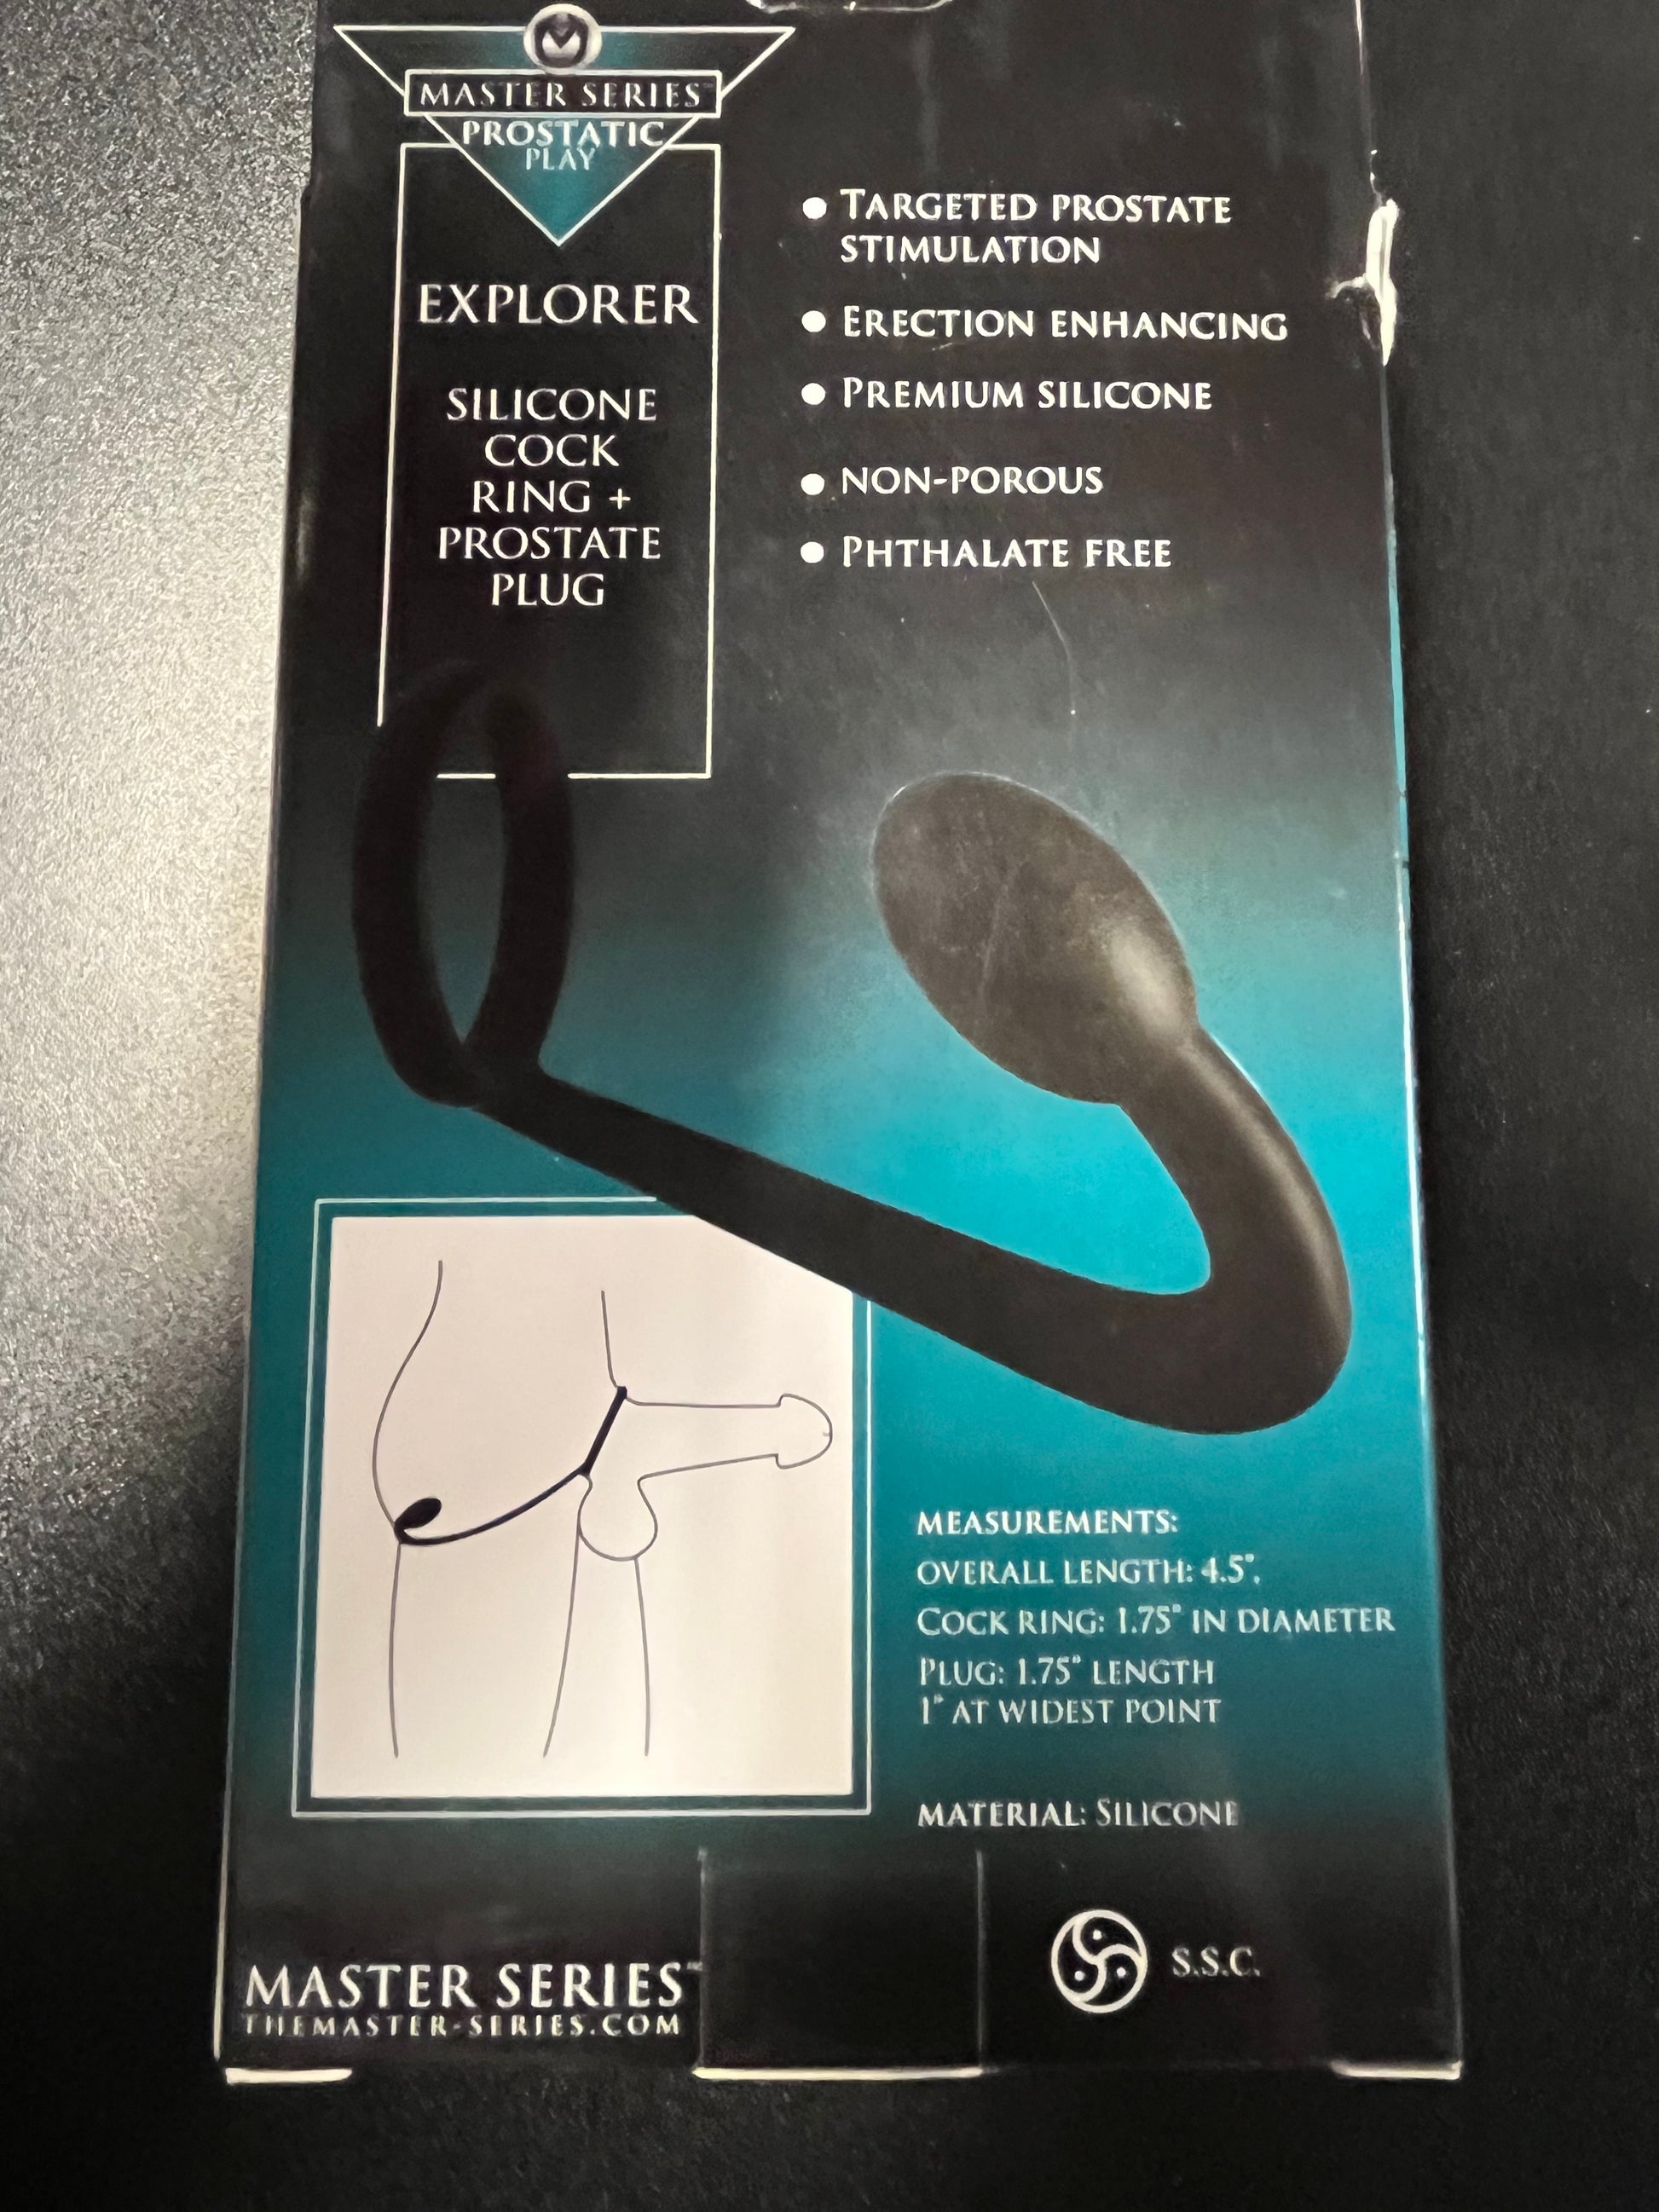 MASTER SERIES
PROSTATIC
PLAY
EXPLORER
SILICONE
COCK
RING +
PROSTATE
PLUG
• TARGETED PROSTATE
STIMULATION
• ERECTION ENHANCING
• PREMIUM SILICONE
• NON-POROUS
• PHTHALATE FREE
MEASUREMENTS:
OVERALL LENGTH: 4.5",
COCK RING: 1.75" IN DIAMETER
PLUG: 1.75" LENGTH
1" AT WIDEST POINT
MATERIAL: SILICONE
MASTER SERIES™
THEMASTER-SERIES.COM
S.S.C.